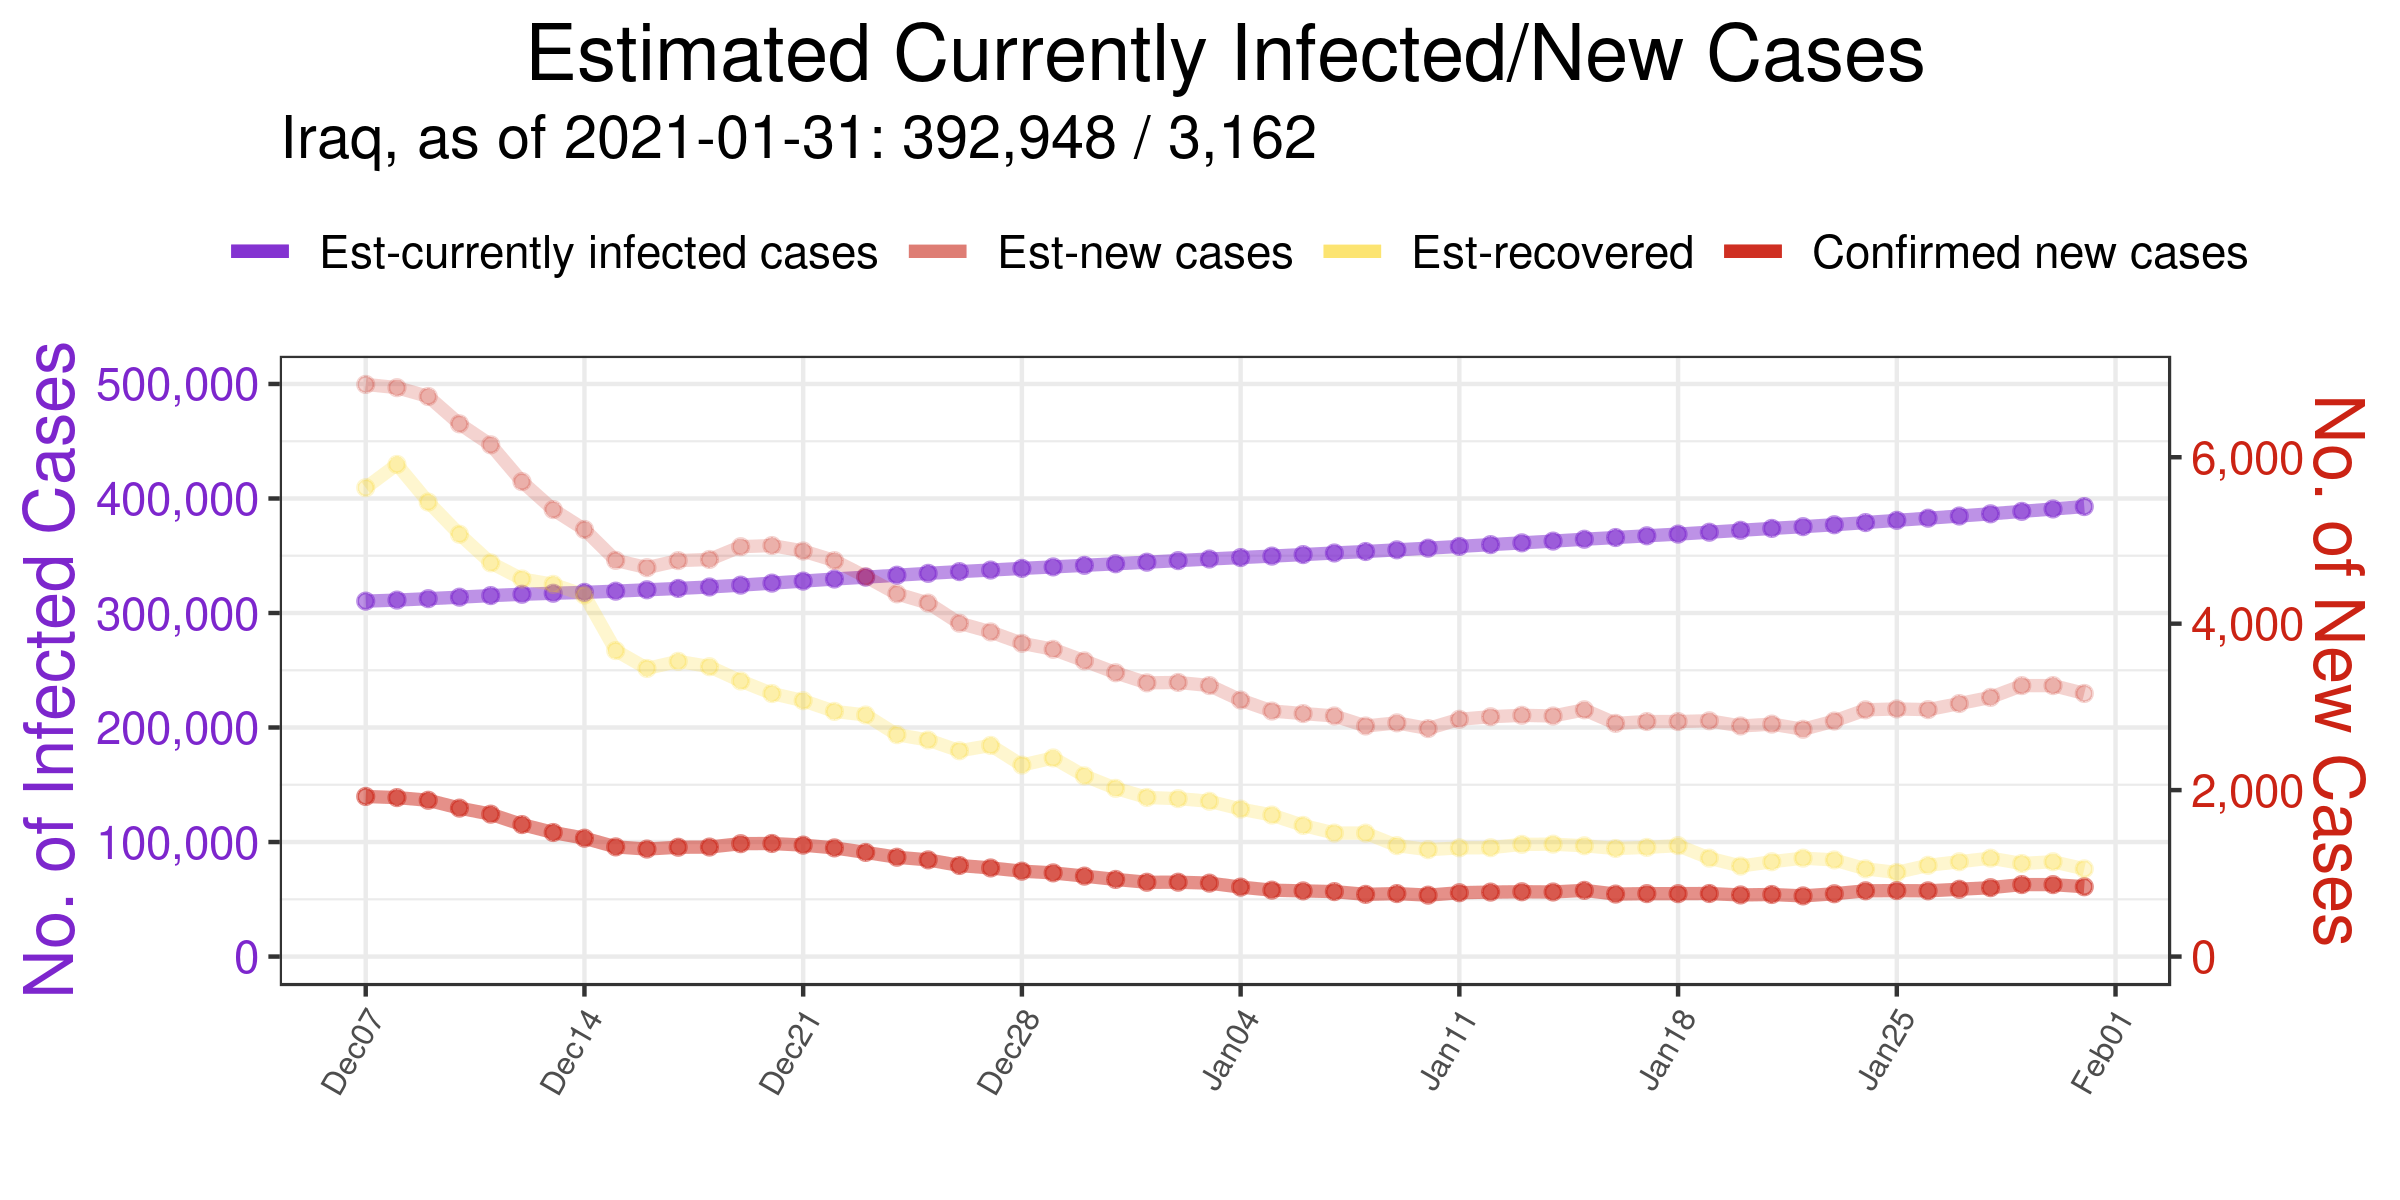 Estimated Currently Infected/New Cases
Iraq, as of 2021-01-31: 392,948 / 3,162
Est-currently infected cases Est-new cases Est-recovered Confirmed new cases
No. of Infected Cases
500,000
400,000
300,000
200,000
100,000
0
6,000
4,000
2,000
0
No. of New Cases
Dec07 Dec14 Dec21 Dec28 Jan04 Jan11 Jan18 Jan25 Feb01